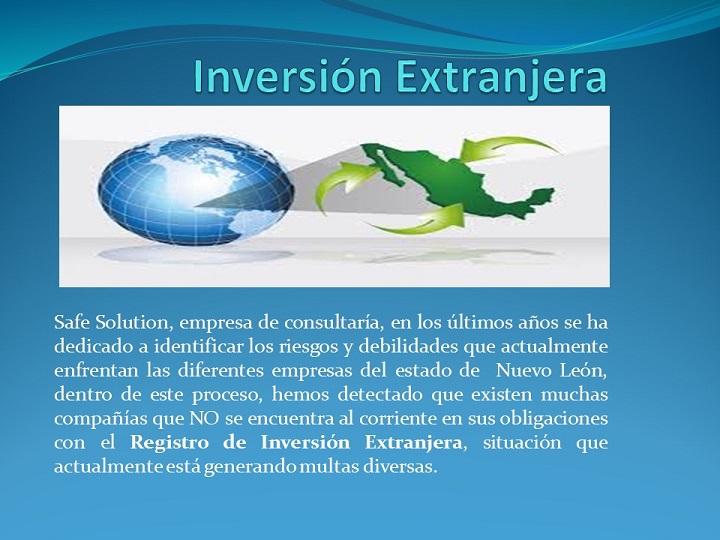 Inversión Extranjera
Safe Solution, empresa de consultaría, en los últimos años se ha
dedicado a identificar los riesgos y debilidades que actualmente
enfrentan las diferentes empresas del estado de Nuevo León,
dentro de este proceso, hemos detectado que existen muchas
compañías que NO se encuentra al corriente en sus obligaciones
con el Registro de Inversión Extranjera, situación que
actualmente está generando multas diversas.